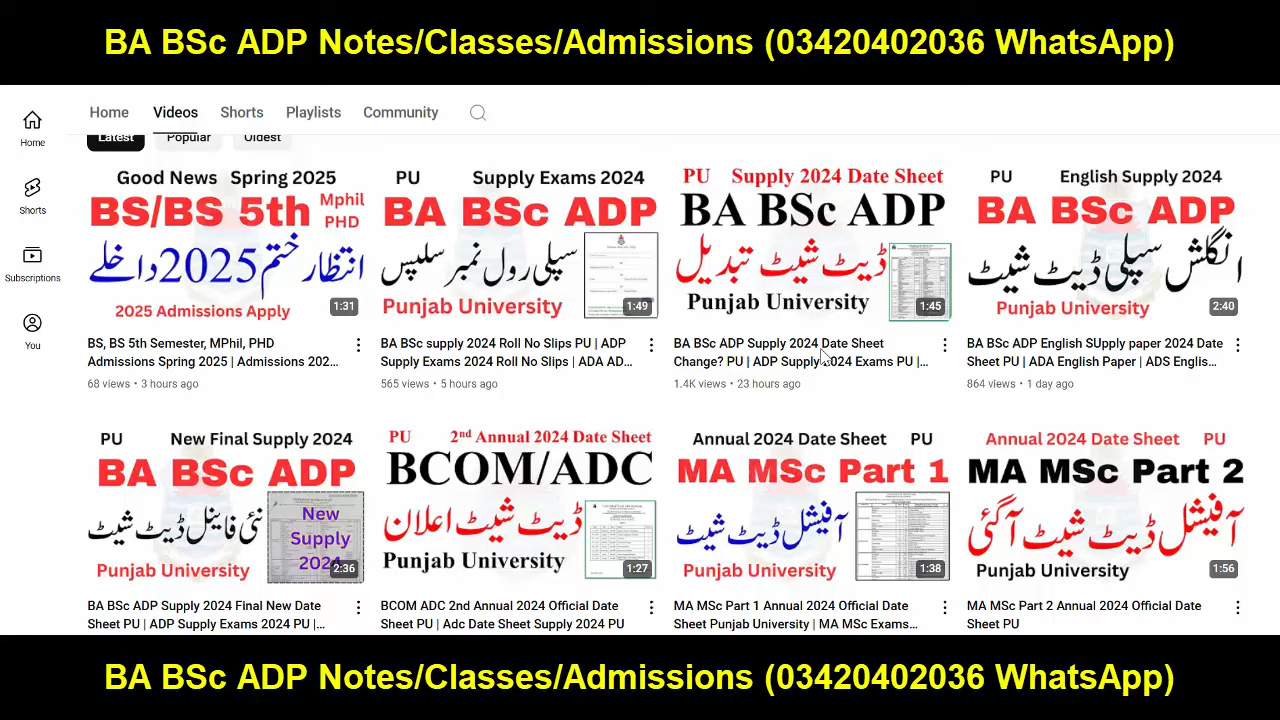 BA BSc ADP Notes/Classes/Admissions (03420402036 WhatsApp)
Home Videos Shorts Playlists Community
Home
Shorts
Subscriptions
You
Latest Popular Oldest
Good News Spring 2025
BS/BS 5th Mphil PHD
انتظار ختم 2025 داخلے
2025 Admissions Apply
1:31
BS, BS 5th Semester, MPhil, PHD
Admissions Spring 2025 | Admissions 202...
68 views • 3 hours ago
PU Supply Exams 2024
BA BSc ADP
سپلی رول نمبر سلپس
Punjab University
1:49
BA BSc supply 2024 Roll No Slips PU | ADP
Supply Exams 2024 Roll No Slips | ADA AD...
565 views • 5 hours ago
PU Supply 2024 Date Sheet
BA BSc ADP
ڈیٹ شیٹ تبدیل
Punjab University
1:45
BA BSc ADP Supply 2024 Date Sheet
Change? PU | ADP Supply 2024 Exams PU |...
1.4K views • 23 hours ago
PU English Supply 2024
BA BSc ADP
انگلش سپلی ڈیٹ شیٹ
Punjab University
2:40
BA BSc ADP English SUpply paper 2024 Date
Sheet PU | ADA English Paper | ADS Englis...
864 views • 1 day ago
PU New Final Supply 2024
BA BSc ADP
نئی فاینل ڈیٹ شیٹ
New
Supply
2024
Punjab University
2:36
BA BSc ADP Supply 2024 Final New Date
Sheet PU | ADP Supply Exams 2024 PU |...
PU 2nd Annual 2024 Date Sheet
BCOM/ADC
ڈیٹ شیٹ اعلان
Punjab University
1:27
BCOM ADC 2nd Annual 2024 Official Date
Sheet PU | Adc Date Sheet Supply 2024 PU
Annual 2024 Date Sheet PU
MA MSc Part 1
آفیشل ڈیٹ شیٹ
Punjab University
1:38
MA MSc Part 1 Annual 2024 Official Date
Sheet Punjab University | MA MSc Exams...
Annual 2024 Date Sheet PU
MA MSc Part 2
آفیشل ڈیٹ شیٹ آگئی
Punjab University
1:56
MA MSc Part 2 Annual 2024 Official Date
Sheet PU
BA BSc ADP Notes/Classes/Admissions (03420402036 WhatsApp)